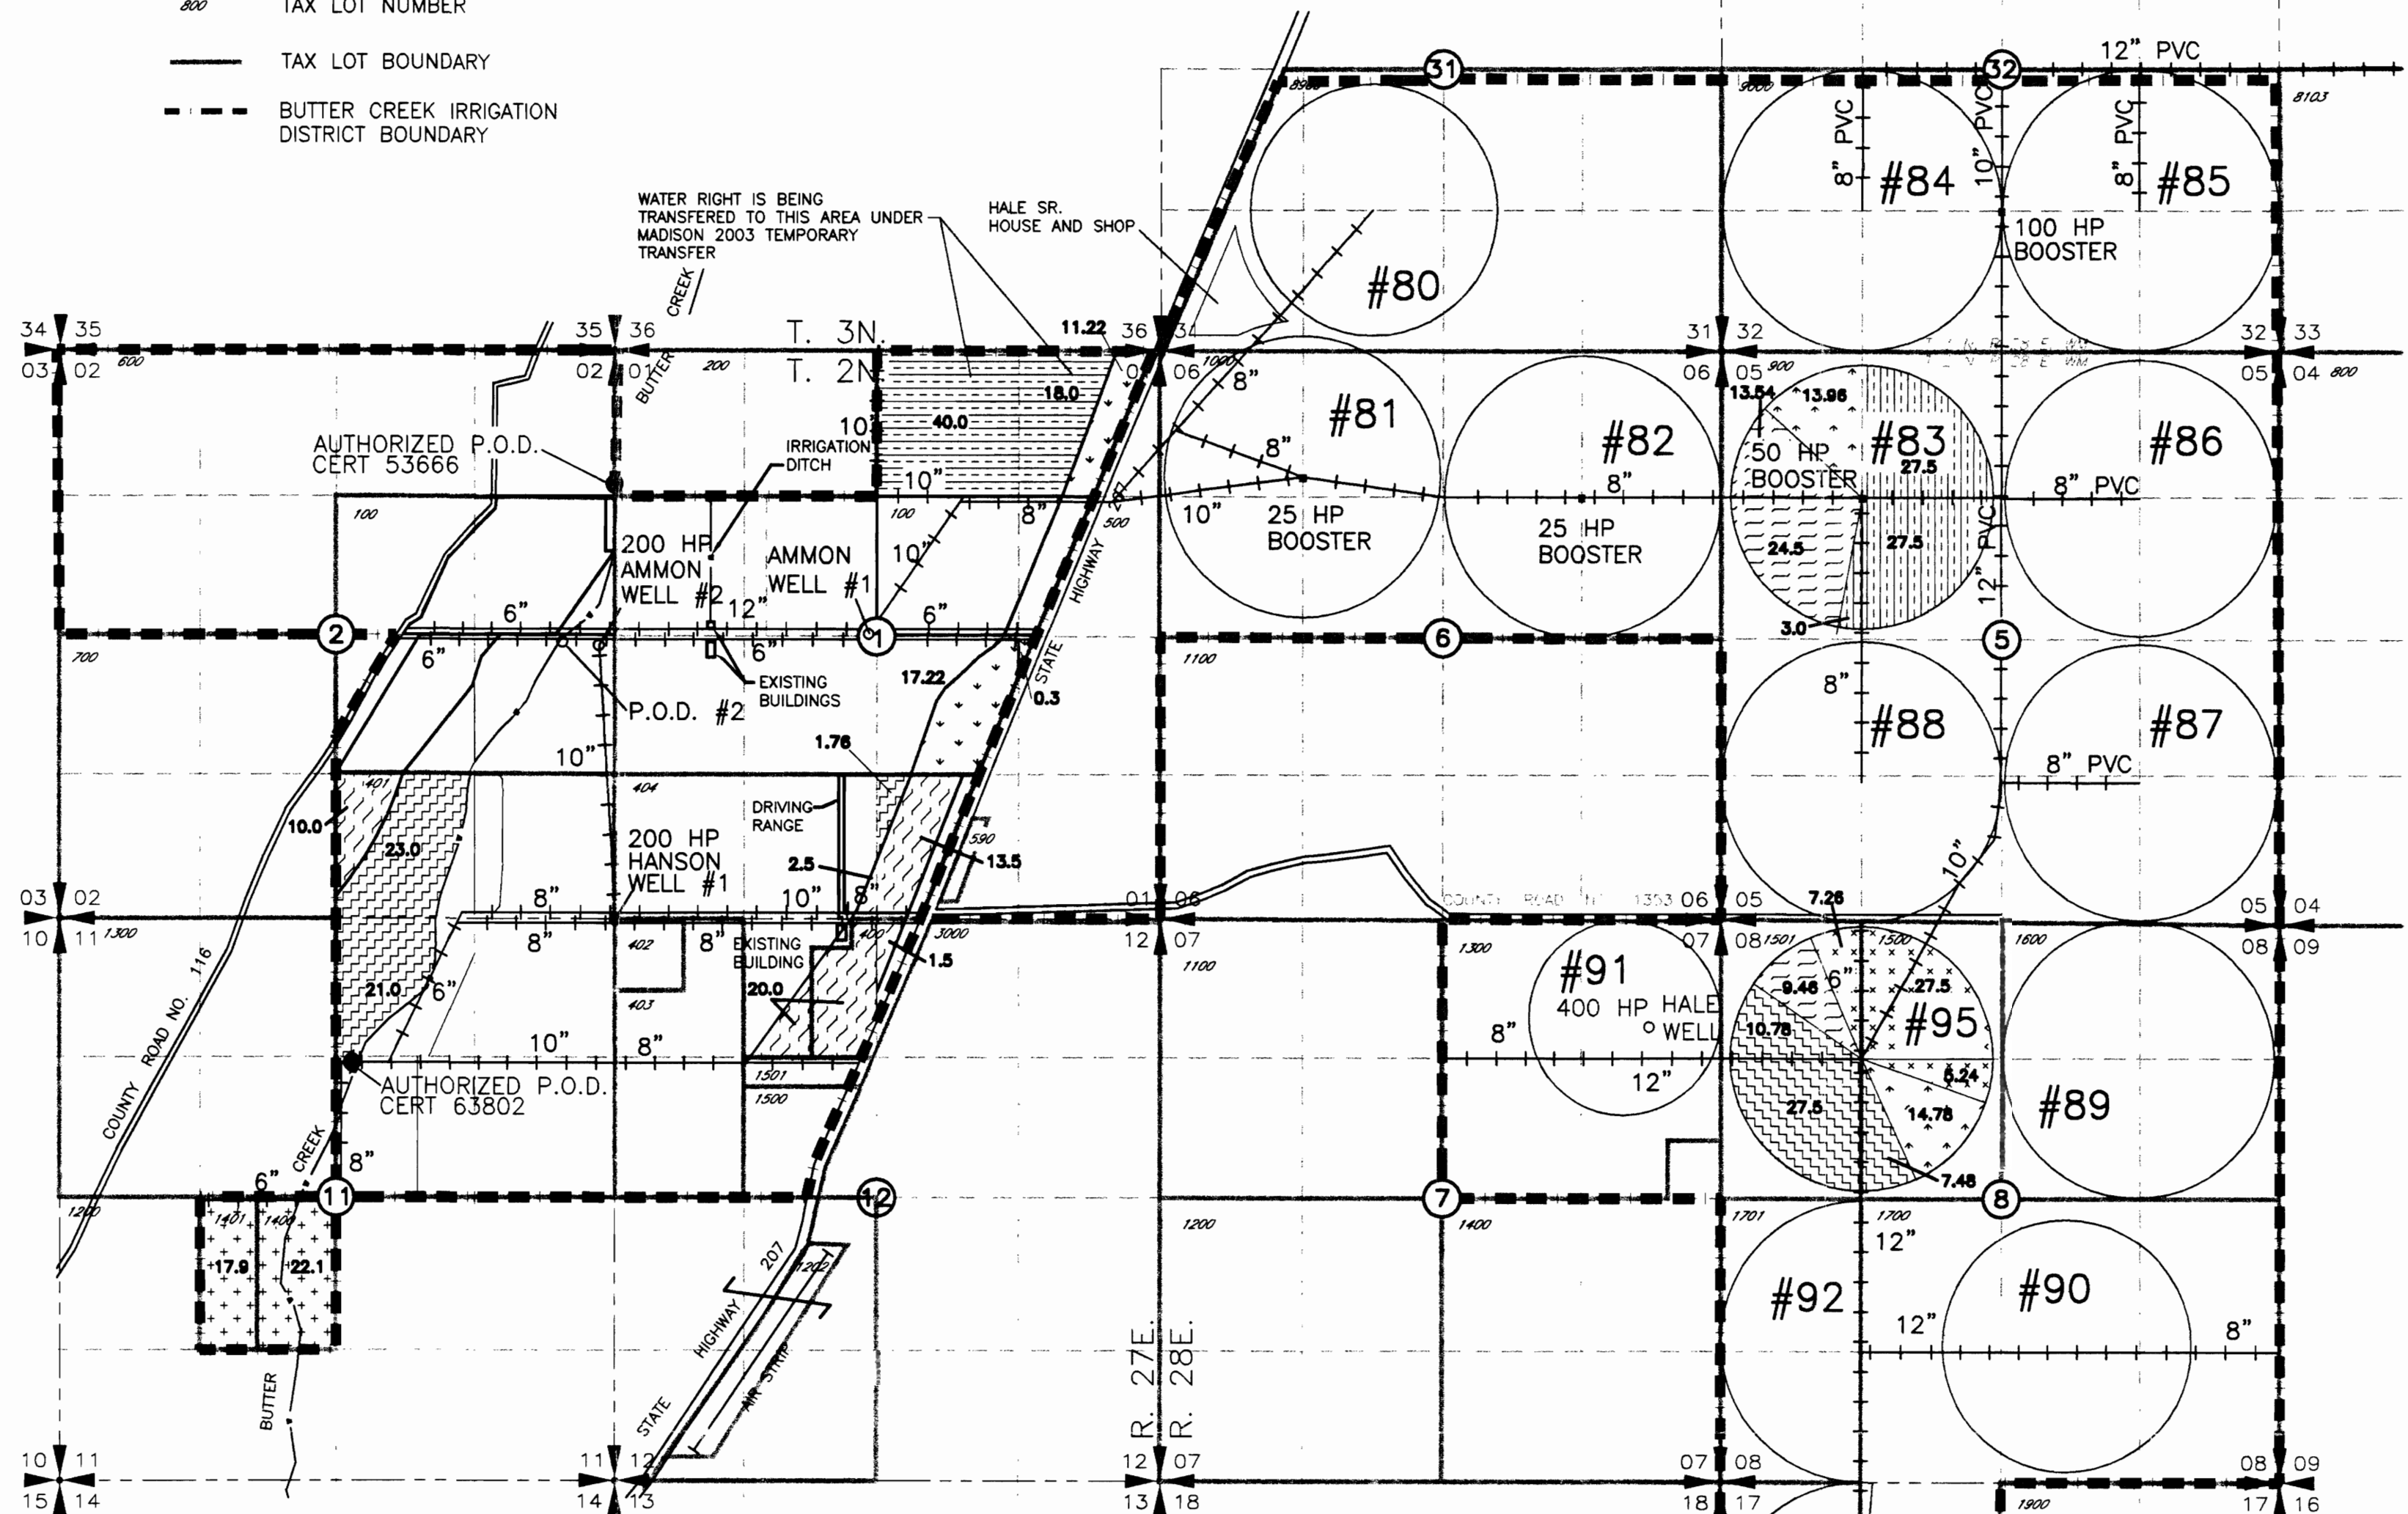 800 TAX LOT NUMBER
TAX LOT BOUNDARY
BUTTER CREEK IRRIGATION
DISTRICT BOUNDARY
12" PVC
31
32
8900
9000
8103
8" PVC
10" PVC
8" PVC
#84
#85
100 HP
BOOSTER
#80
WATER RIGHT IS BEING
TRANSFERED TO THIS AREA UNDER
MADISON 2003 TEMPORARY
TRANSFER
HALE SR.
HOUSE AND SHOP
CREEK
BUTTER
34 35
03 02
600
35 36
02 01
200
T. 3N.
T. 2N
11.22
36 31
06
1000
31 32
06 05
900
32 33
05 04
800
18.0
40.0
10"
8"
#81
#82
13.54
13.96
#83
27.5
50 HP
BOOSTER
#86
AUTHORIZED P.O.D.
CERT 53666
IRRIGATION
DITCH
10"
8"
8"
8" PVC
100
100
8"
500
207
10"
25 HP
BOOSTER
25 HP
BOOSTER
24.5
27.5
12" PVC
3.0
200 HP
AMMON
WELL #2
AMMON
WELL #1
10"
STATE HIGHWAY
6"
12"
6"
2
1
6
5
700
6"
6"
1100
EXISTING
BUILDINGS
P.O.D. #2
17.22
0.3
8"
#88
#87
10"
1.76
8" PVC
401
404
DRIVING
RANGE
10.0
23.0
200 HP
HANSON
WELL #1
2.5
590
13.5
10"
03 02
10 11
1300
8"
8"
10"
8"
8"
402
400
3000
01 06
12 07
1100
COUNTY ROAD 1353
06 05
07 08
1300
7.26
1501
1500
1600
05 04
08 09
EXISTING
BUILDING
1.5
20.0
403
21.0
6"
#91
400 HP HALE
WELL
8"
12"
9.46
6"
27.5
10.78
#95
5.24
14.78
27.5
7.48
#89
10"
8"
1501
1500
COUNTY ROAD NO. 116
AUTHORIZED P.O.D.
CERT 63802
CREEK
8"
6"
11
12
7
8
1200
1401
1400
17.9
22.1
1200
1400
1701
1700
12"
207
1202
#92
#90
12"
8"
STATE HIGHWAY
AIR STRIP
BUTTER
R. 27E.
R. 28E.
10 11
15 14
11 12
14 13
12 07
13 18
07 08
18 17
1900
08 09
17 16